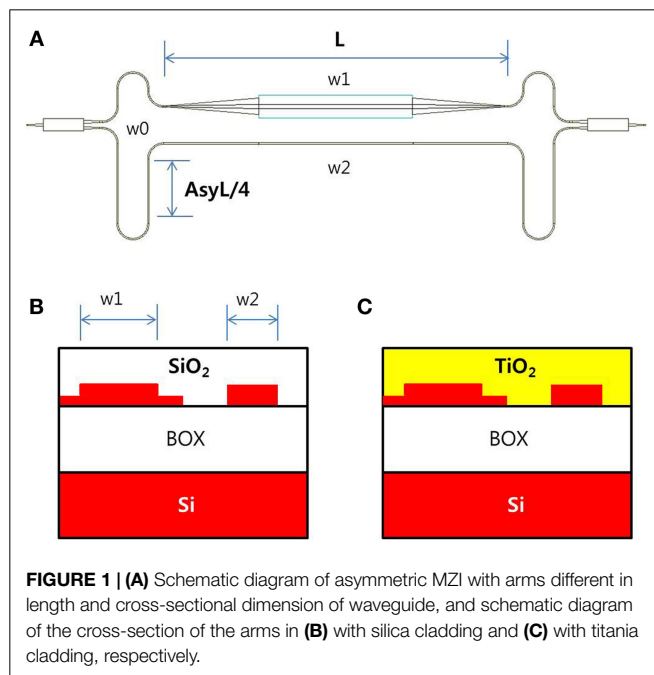 A
L
w1
w0
w2
AsyL/4
B
C
w1
w2
SiO₂
TiO₂
BOX
BOX
Si
Si
FIGURE 1 | (A) Schematic diagram of asymmetric MZI with arms different in
length and cross-sectional dimension of waveguide, and schematic diagram
of the cross-section of the arms in (B) with silica cladding and (C) with titania
cladding, respectively.